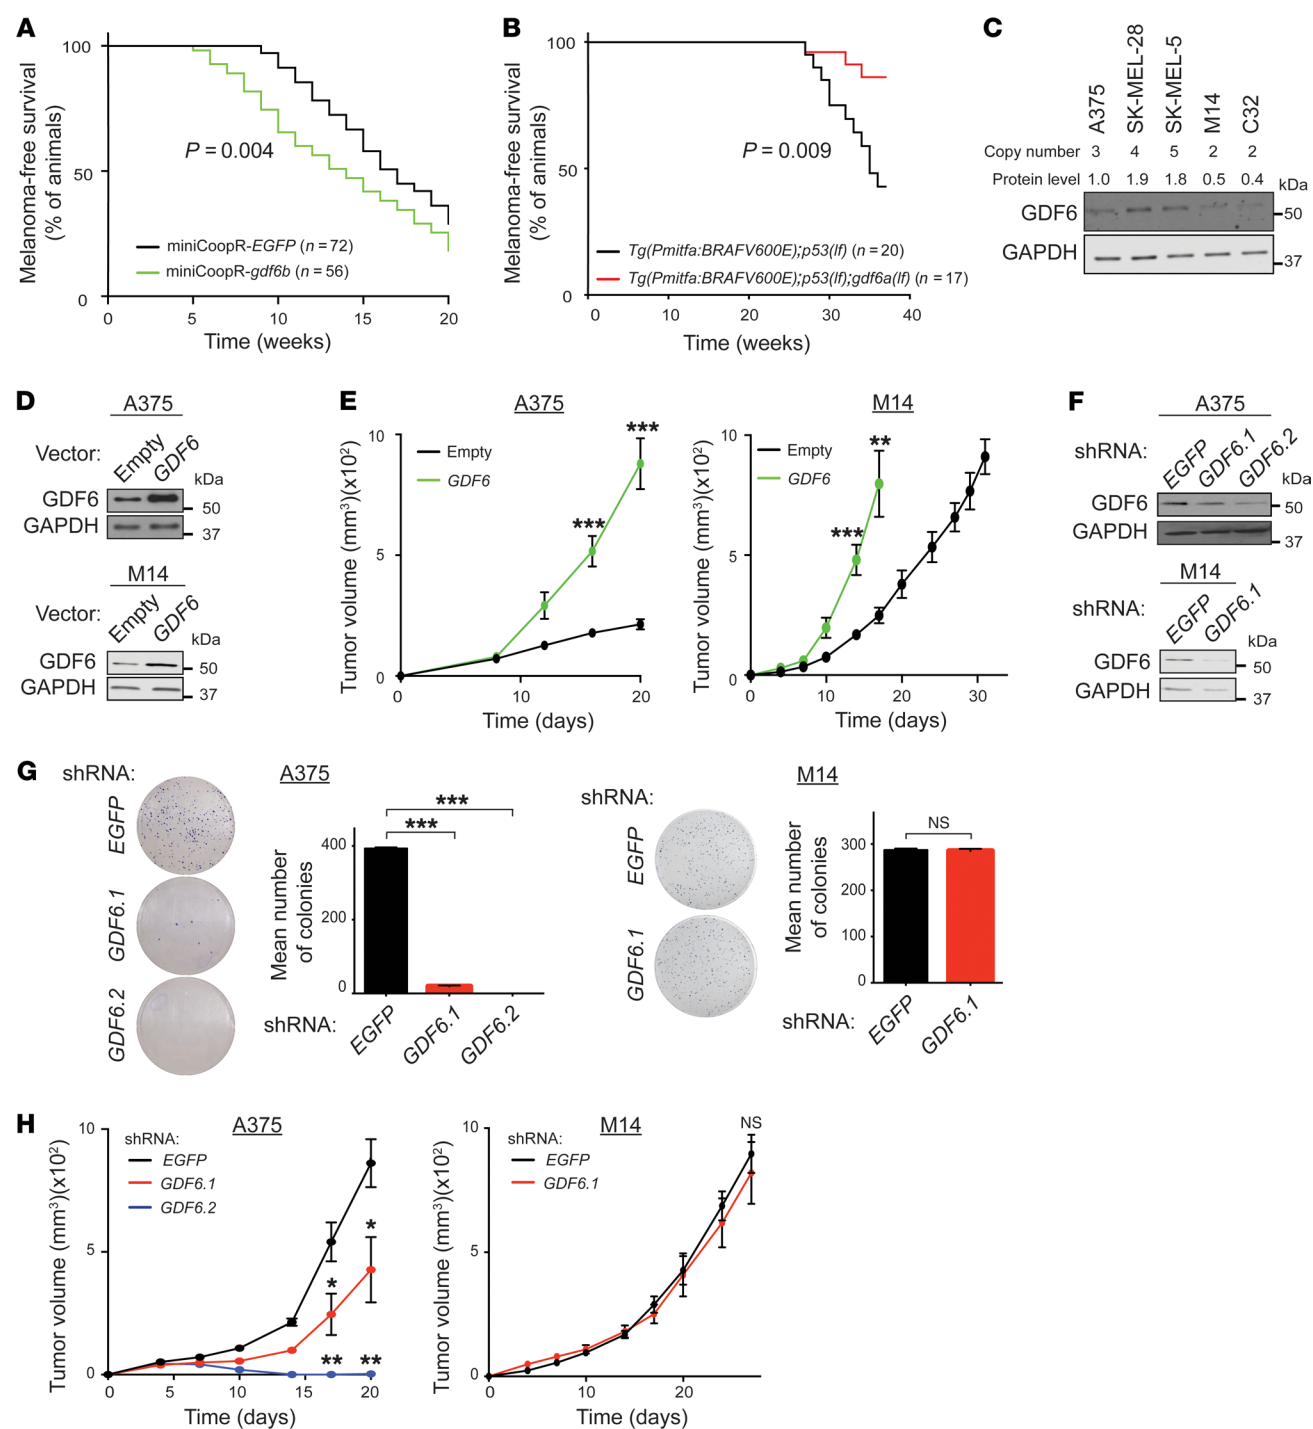 A
Melanoma-free survival
(% of animals)
100
50
0
P = 0.004
miniCoopR-EGFP (n = 72)
miniCoopR-gdf6b (n = 56)
0 5 10 15 20
Time (weeks)
B
Melanoma-free survival
(% of animals)
100
50
0
P = 0.009
Tg(Pmitfa:BRAFV600E);p53(lf) (n = 20)
Tg(Pmitfa:BRAFV600E);p53(lf);gdf6a(lf) (n = 17)
0 10 20 30 40
Time (weeks)
C
A375 SK-MEL-28 SK-MEL-5 M14 C32
Copy number 3 4 5 2 2
Protein level 1.0 1.9 1.8 0.5 0.4 kDa
GDF6 50
GAPDH 37
D
A375
Vector: Empty GDF6 kDa
GDF6 50
GAPDH 37
M14
Vector: Empty GDF6 kDa
GDF6 50
GAPDH 37
E
A375
Tumor volume (mm³)(x10²)
10
5
0
Empty
GDF6
***
***
0 10 20
Time (days)
M14
Tumor volume (mm³)(x10²)
10
5
0
Empty
GDF6
**
***
0 10 20 30
Time (days)
F
A375
shRNA: EGFP GDF6.1 GDF6.2 kDa
GDF6 50
GAPDH 37
M14
shRNA: EGFP GDF6.1 kDa
GDF6 50
GAPDH 37
G
shRNA:
EGFP
GDF6.1
GDF6.2
A375
Mean number
of colonies
400
200
0
***
***
shRNA: EGFP GDF6.1 GDF6.2
shRNA:
EGFP
GDF6.1
M14
Mean number
of colonies
300
200
100
0
NS
shRNA: EGFP GDF6.1
H
A375
Tumor volume (mm³)(x10²)
10
5
0
shRNA:
EGFP
GDF6.1
GDF6.2
*
*
** **
0 5 10 15 20
Time (days)
M14
Tumor volume (mm³)(x10²)
10
5
0
shRNA:
EGFP
GDF6.1
NS
0 10 20
Time (days)